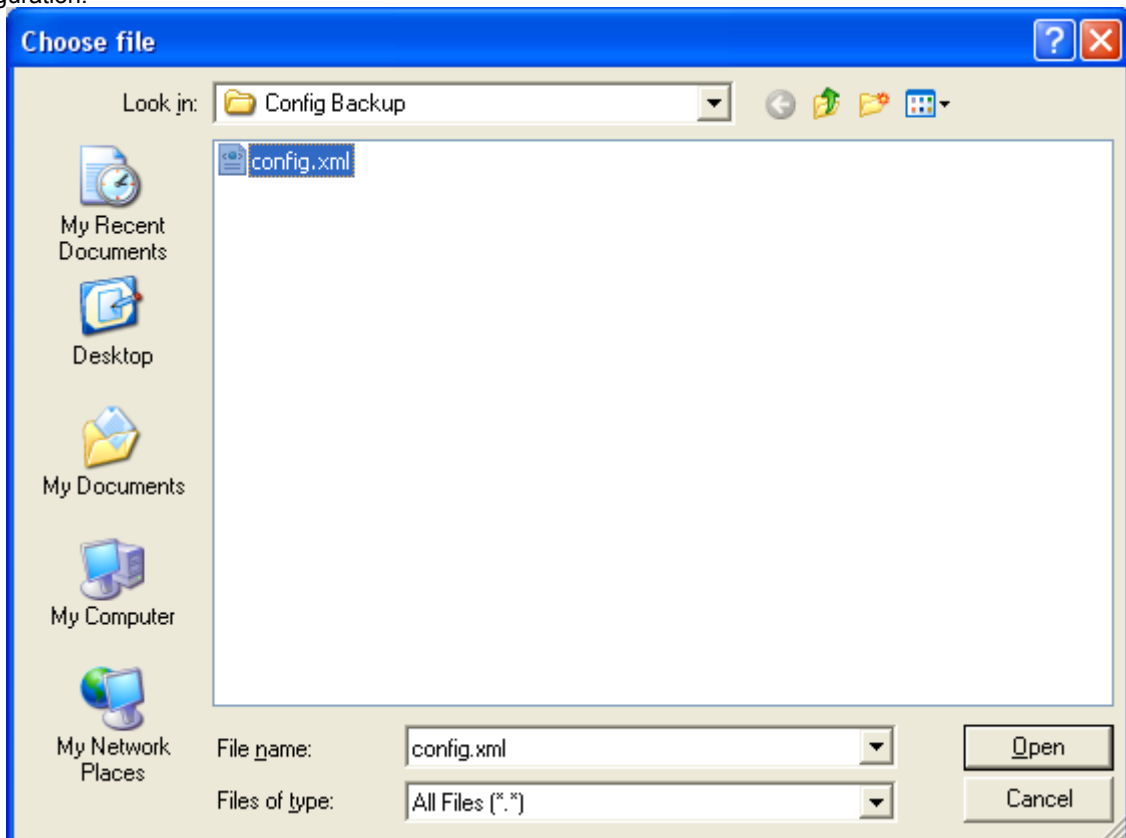 guration.
Choose file
Look in:
Config Backup
config.xml
My Recent
Documents
Desktop
My Documents
My Computer
My Network
Places
File name:
config.xml
Open
Files of type:
All Files (*.*)
Cancel